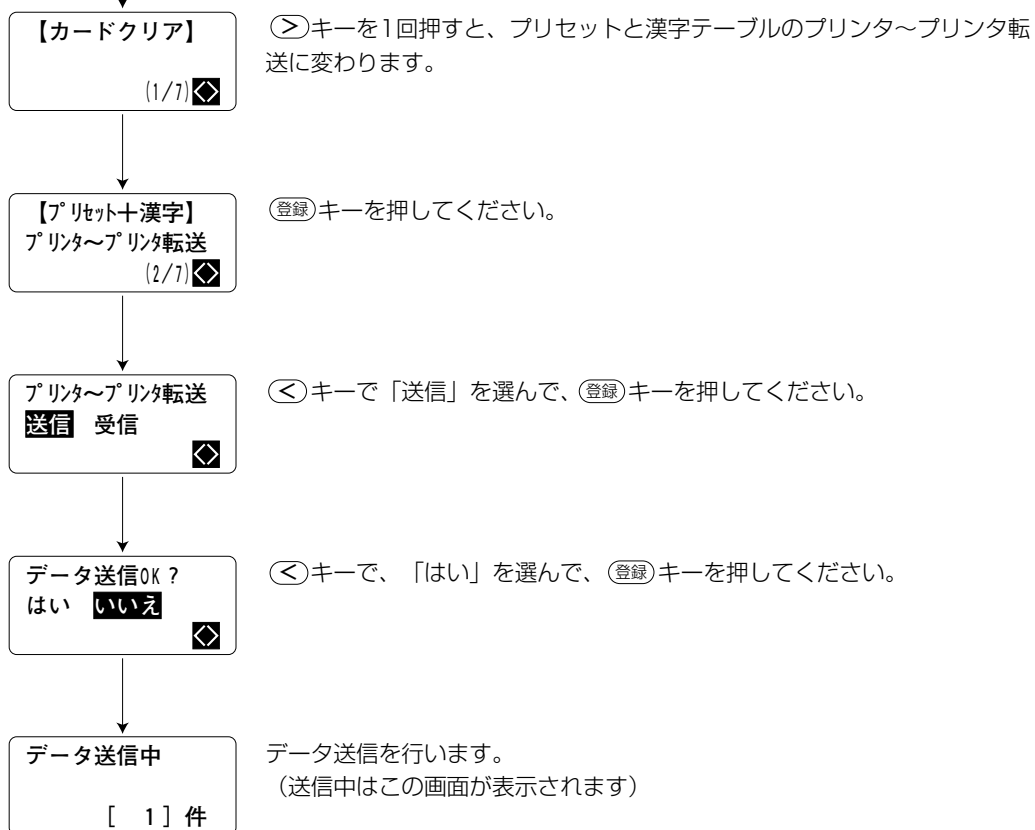 【カードクリア】
(1/7)<>
(>)キーを1回押すと、プリセットと漢字テーブルのプリンタ〜プリンタ転
送に変わります。
【プリセット+漢字】
プリンタ〜プリンタ転送
(2/7)<>
(登録)キーを押してください。
プリンタ〜プリンタ転送
送信 受信
<>
(<)キーで「送信」を選んで、(登録)キーを押してください。
データ送信OK?
はい いいえ
<>
(<)キーで、「はい」を選んで、(登録)キーを押してください。
データ送信中
[ 1]件
データ送信を行います。
(送信中はこの画面が表示されます)